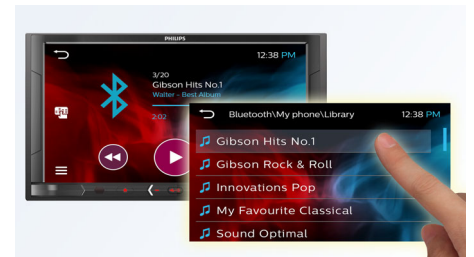 PHILIPS
12:38 PM
3/20
Gibson Hits No.1
Walter - Best Album
2:02
Bluetooth\My phone\Library
12:38 PM
Gibson Hits No.1
Gibson Rock & Roll
Innovations Pop
My Favourite Classical
Sound Optimal